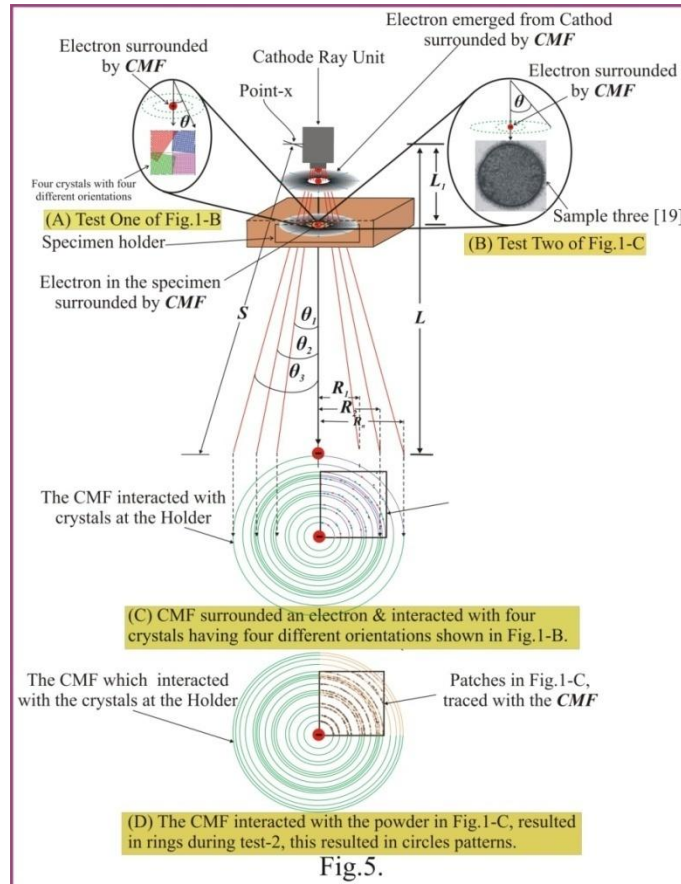 Electron emerged from Cathod
surrounded by CMF
Electron surrounded
by CMF
Cathode Ray Unit
Point-x
Electron surrounded
by CMF
θ
θ
Four crystals with four
different orientations
L1
(A) Test One of Fig.1-B
Sample three [19]
Specimen holder
(B) Test Two of Fig.1-C
Electron in the specimen
surrounded by CMF
S
θ1
L
θ2
θ3
R1
R2
The CMF interacted with
crystals at the Holder
(C) CMF surrounded an electron & interacted with four
crystals having four different orientations shown in Fig.1-B.
The CMF which interacted
with the crystals at the Holder
Patches in Fig.1-C,
traced with the CMF
(D) The CMF interacted with the powder in Fig.1-C, resulted
in rings during test-2, this resulted in circles patterns.
Fig.5.